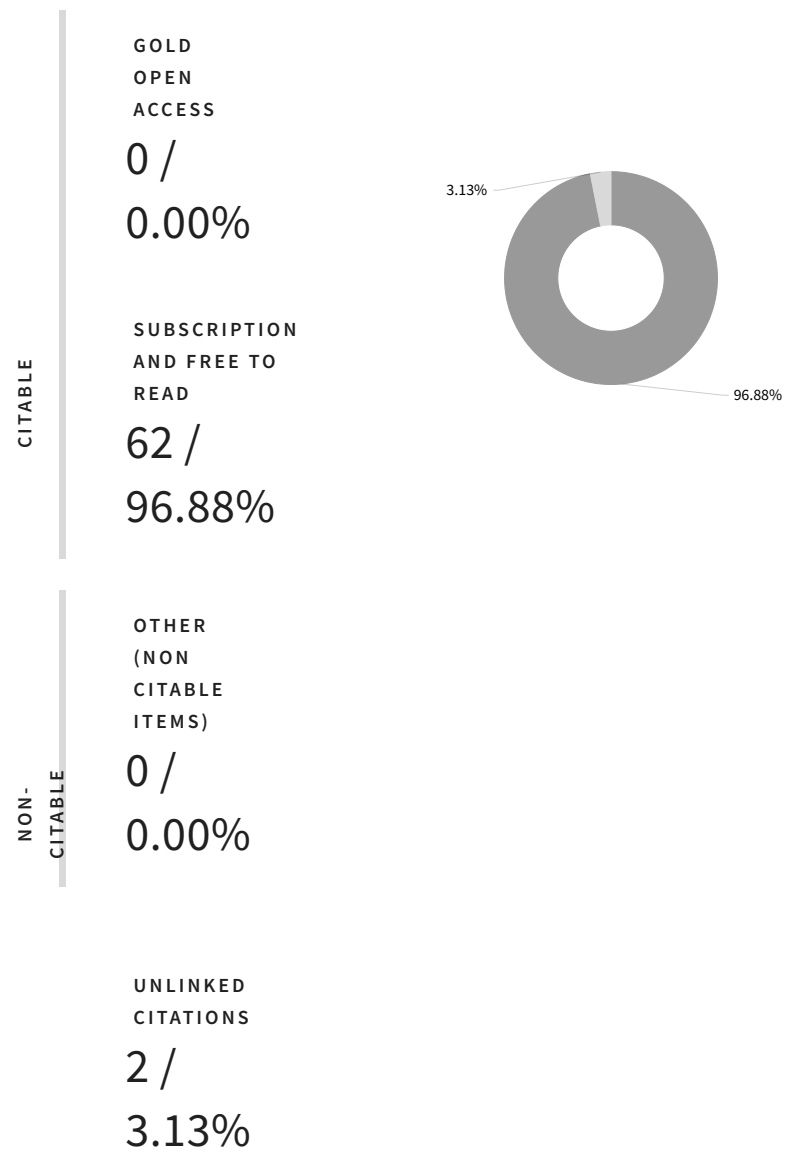 CITABLE
GOLD
OPEN
ACCESS
0 /
0.00%
SUBSCRIPTION
AND FREE TO
READ
62 /
96.88%
3.13%
96.88%
NON-
CITABLE
OTHER
(NON
CITABLE
ITEMS)
0 /
0.00%
UNLINKED
CITATIONS
2 /
3.13%